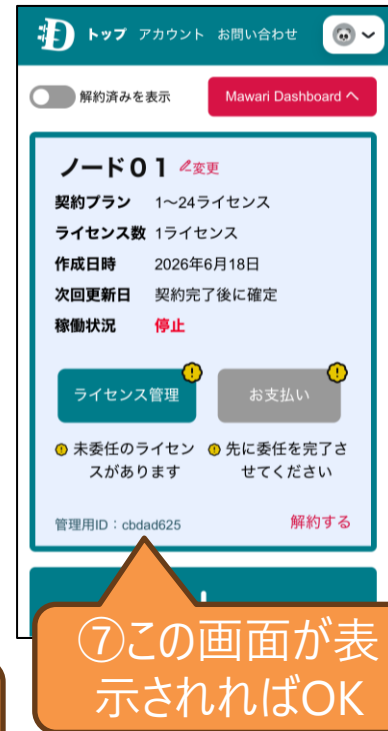 トップ アカウント お問い合わせ
解約済みを表示 Mawari Dashboard へ
ノード01 変更
契約プラン 1～24ライセンス
ライセンス数 1ライセンス
作成日時 2026年6月18日
次回更新日 契約完了後に確定
稼働状況 停止
ライセンス管理 お支払い
未委任のライセン
スがあります
先に委任を完了さ
せてください
管理用ID：cbdad625 解約する
⑦この画面が表
示されればOK